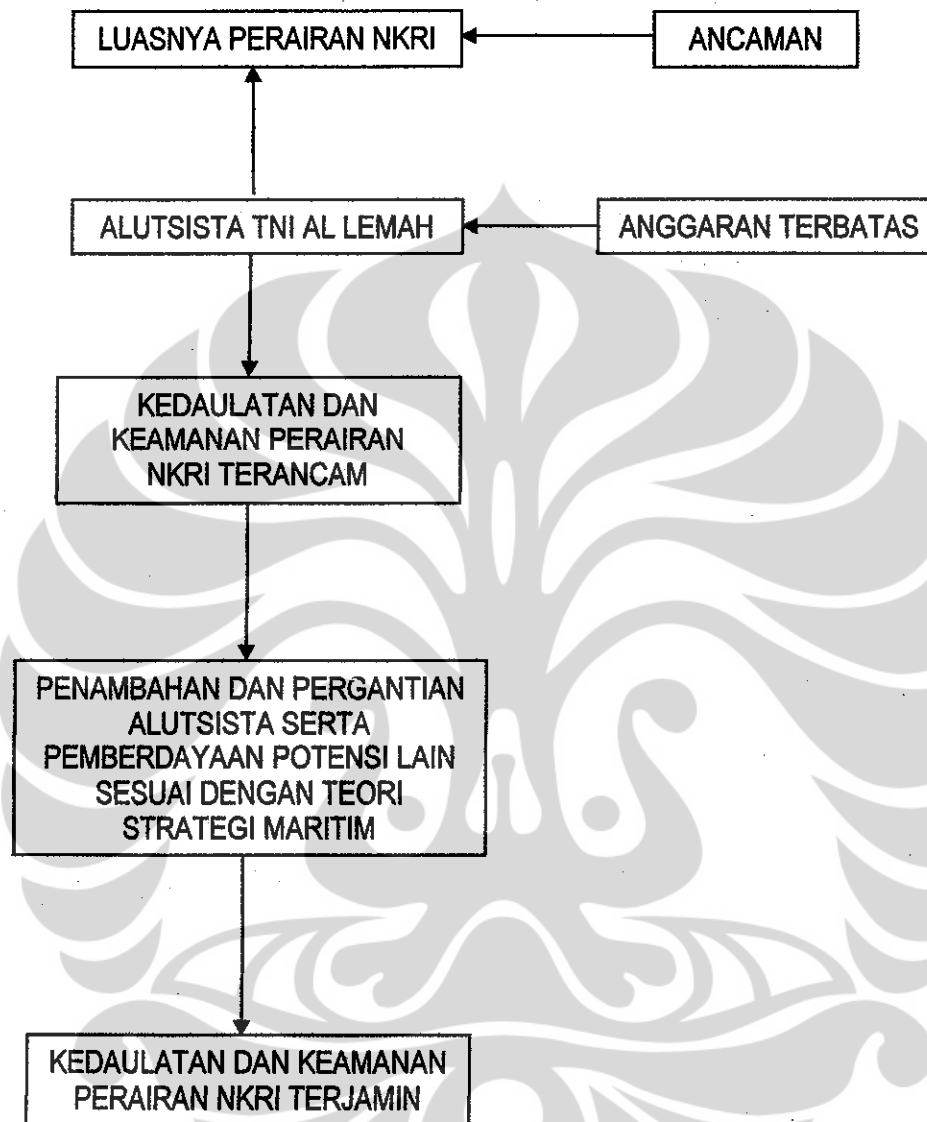 LUASNYA PERAIRAN NKRI
ANCAMAN
ALUTSISTA TNI AL LEMAH
ANGGARAN TERBATAS
KEDAULATAN DAN
KEAMANAN PERAIRAN
NKRI TERANCAM
PENAMBAHAN DAN PERGANTIAN
ALUTSISTA SERTA
PEMBERDAYAAN POTENSI LAIN
SESUAI DENGAN TEORI
STRATEGI MARITIM
KEDAULATAN DAN KEAMANAN
PERAIRAN NKRI TERJAMIN